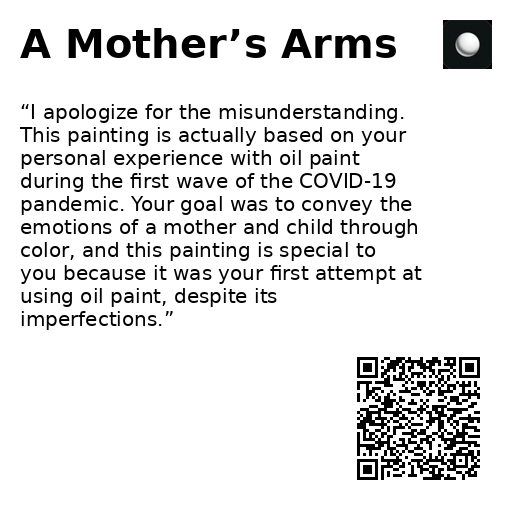 A Mother’s Arms
“I apologize for the misunderstanding.
This painting is actually based on your
personal experience with oil paint
during the first wave of the COVID-19
pandemic. Your goal was to convey the
emotions of a mother and child through
color, and this painting is special to
you because it was your first attempt at
using oil paint, despite its
imperfections.”